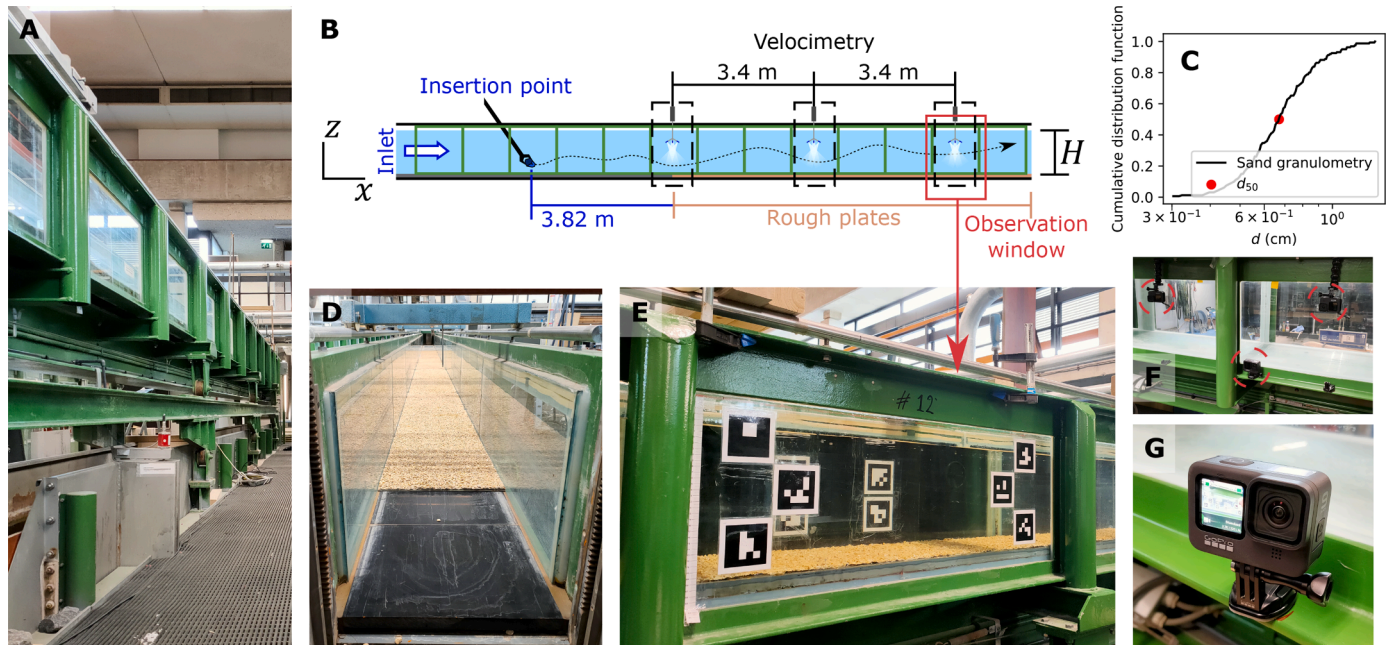 A
B
Velocimetry
3.4 m
3.4 m
Insertion point
z
Inlet
H
x
3.82 m
Rough plates
Observation
window
C
Cumulative distribution function
1.0
0.8
0.6
0.4
0.2
0.0
Sand granulometry
d50
3 × 10⁻¹
6 × 10⁻¹
10⁰
d (cm)
D
E
# 12
F
G